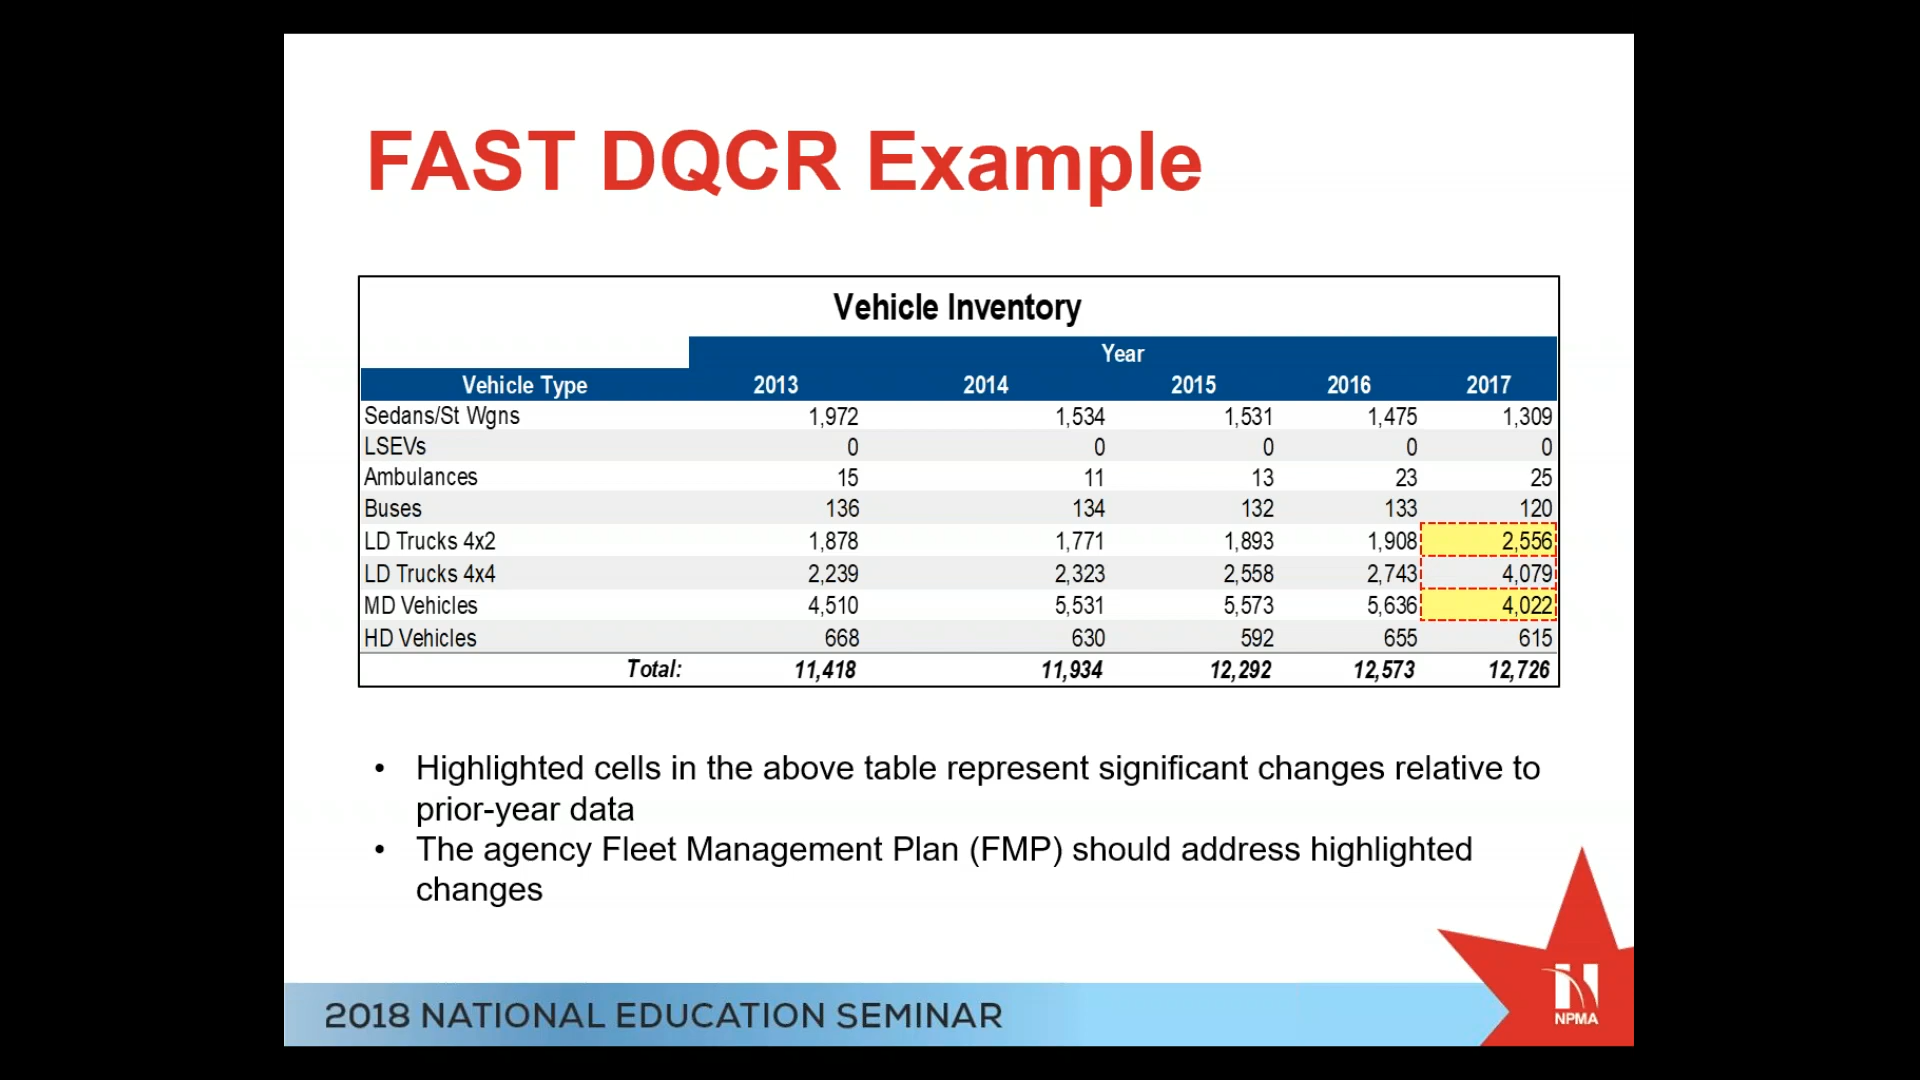 FAST DQCR Example
Vehicle Inventory
Year
Vehicle Type 2013 2014 2015 2016 2017
Sedans/St Wgns 1,972 1,534 1,531 1,475 1,309
LSEVs 0 0 0 0 0
Ambulances 15 11 13 23 25
Buses 136 134 132 133 120
LD Trucks 4x2 1,878 1,771 1,893 1,908 2,556
LD Trucks 4x4 2,239 2,323 2,558 2,743 4,079
MD Vehicles 4,510 5,531 5,573 5,636 4,022
HD Vehicles 668 630 592 655 615
Total: 11,418 11,934 12,292 12,573 12,726
• Highlighted cells in the above table represent significant changes relative to
prior-year data
• The agency Fleet Management Plan (FMP) should address highlighted
changes
2018 NATIONAL EDUCATION SEMINAR
NPMA